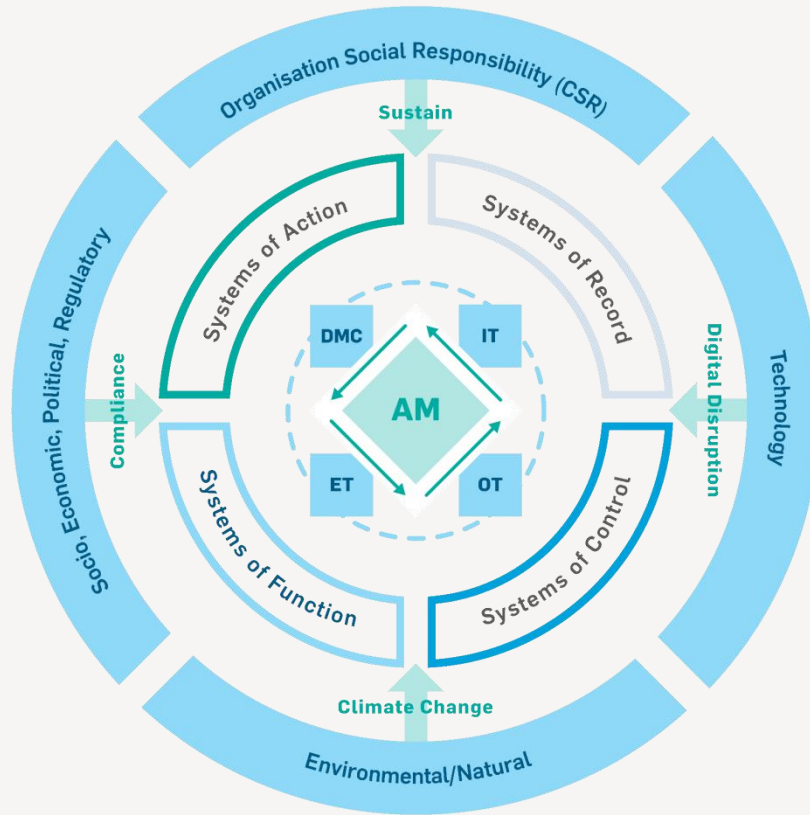 Organisation Social Responsibility (CSR)
Sustain
Systems of Action
Systems of Record
Socio, Economic, Political, Regulatory
Compliance
DMC
IT
AM
ET
OT
Digital Disruption
Technology
Systems of Function
Systems of Control
Climate Change
Environmental/Natural